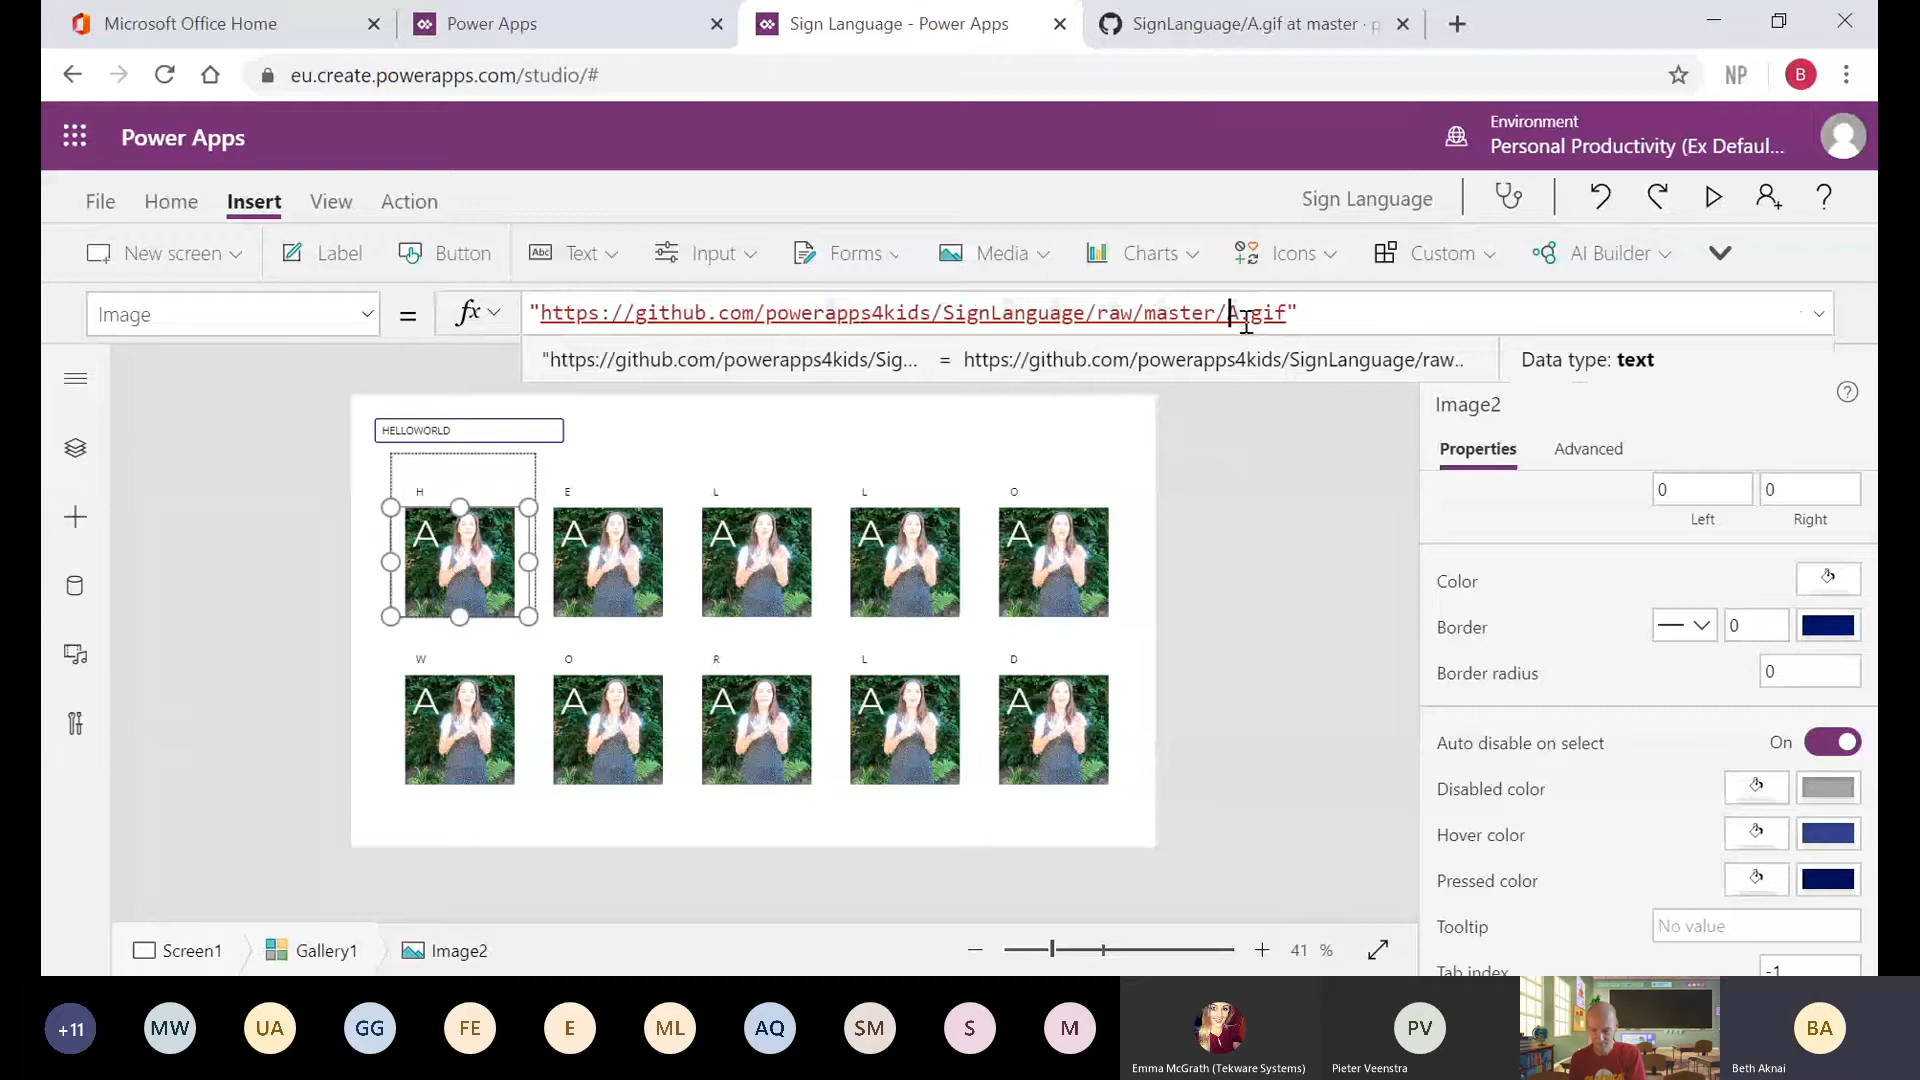 Microsoft Office Home
Power Apps
Sign Language - Power Apps
SignLanguage/A.gif at master · p
eu.create.powerapps.com/studio/#
NP
B
Power Apps
Environment
Personal Productivity (Ex Defaul...
File
Home
Insert
View
Action
Sign Language
?
New screen
Label
Button
Abc
Text
Input
Forms
Media
Charts
Icons
Custom
AI Builder
Image
=
fx
"https://github.com/powerapps4kids/SignLanguage/raw/master/A.gif"
"https://github.com/powerapps4kids/Sig... = https://github.com/powerapps4kids/SignLanguage/raw..
Data type: text
HELLOWORLD
H
E
L
L
O
A
A
A
A
A
W
O
R
L
D
A
A
A
A
A
Image2
?
Properties
Advanced
0
0
Left
Right
Color
Border
0
Border radius
0
Auto disable on select
On
Disabled color
Hover color
Pressed color
Tooltip
No value
Tab index
-1
Screen1
Gallery1
Image2
41 %
+11
MW
UA
GG
FE
E
ML
AQ
SM
S
M
Emma McGrath (Tekware Systems)
PV
Pieter Veenstra
BA
Beth Aknai